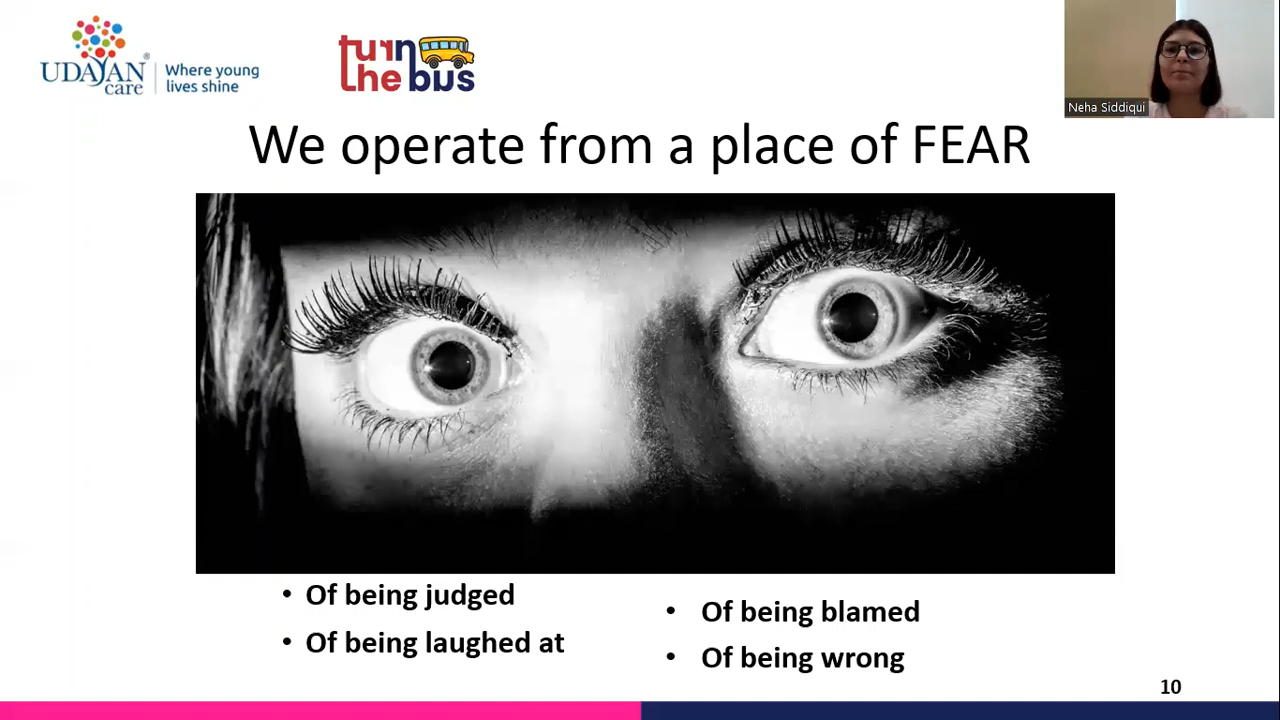 UDAYAN
care
®
Where young
lives shine
turn
the bus
Neha Siddiqui
We operate from a place of FEAR
• Of being judged
• Of being laughed at
• Of being blamed
• Of being wrong
10